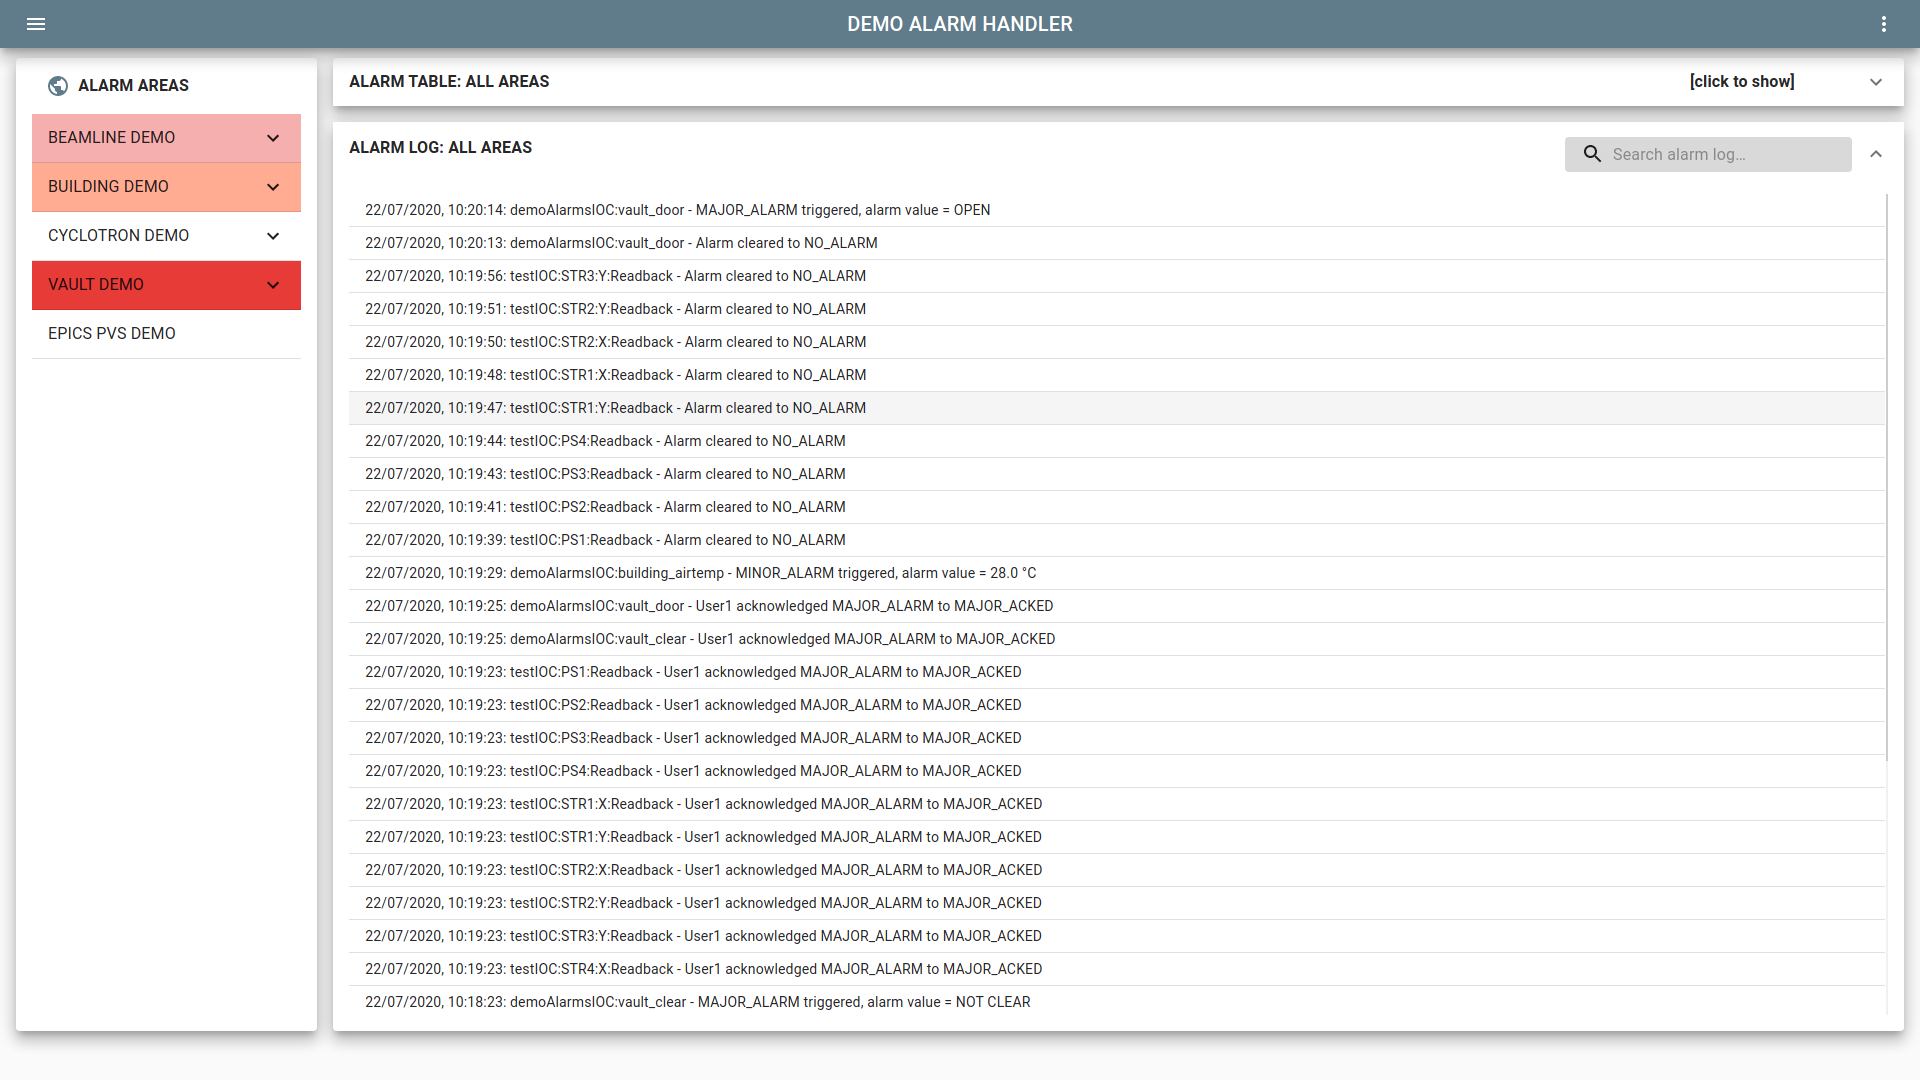 DEMO ALARM HANDLER
ALARM AREAS
BEAMLINE DEMO
BUILDING DEMO
CYCLOTRON DEMO
VAULT DEMO
EPICS PVS DEMO
ALARM TABLE: ALL AREAS [click to show]
ALARM LOG: ALL AREAS
Search alarm log...
22/07/2020, 10:20:14: demoAlarmsIOC:vault_door - MAJOR_ALARM triggered, alarm value = OPEN
22/07/2020, 10:20:13: demoAlarmsIOC:vault_door - Alarm cleared to NO_ALARM
22/07/2020, 10:19:56: testIOC:STR3:Y:Readback - Alarm cleared to NO_ALARM
22/07/2020, 10:19:51: testIOC:STR2:Y:Readback - Alarm cleared to NO_ALARM
22/07/2020, 10:19:50: testIOC:STR2:X:Readback - Alarm cleared to NO_ALARM
22/07/2020, 10:19:48: testIOC:STR1:X:Readback - Alarm cleared to NO_ALARM
22/07/2020, 10:19:47: testIOC:STR1:Y:Readback - Alarm cleared to NO_ALARM
22/07/2020, 10:19:44: testIOC:PS4:Readback - Alarm cleared to NO_ALARM
22/07/2020, 10:19:43: testIOC:PS3:Readback - Alarm cleared to NO_ALARM
22/07/2020, 10:19:41: testIOC:PS2:Readback - Alarm cleared to NO_ALARM
22/07/2020, 10:19:39: testIOC:PS1:Readback - Alarm cleared to NO_ALARM
22/07/2020, 10:19:29: demoAlarmsIOC:building_airtemp - MINOR_ALARM triggered, alarm value = 28.0 °C
22/07/2020, 10:19:25: demoAlarmsIOC:vault_door - User1 acknowledged MAJOR_ALARM to MAJOR_ACKED
22/07/2020, 10:19:25: demoAlarmsIOC:vault_clear - User1 acknowledged MAJOR_ALARM to MAJOR_ACKED
22/07/2020, 10:19:23: testIOC:PS1:Readback - User1 acknowledged MAJOR_ALARM to MAJOR_ACKED
22/07/2020, 10:19:23: testIOC:PS2:Readback - User1 acknowledged MAJOR_ALARM to MAJOR_ACKED
22/07/2020, 10:19:23: testIOC:PS3:Readback - User1 acknowledged MAJOR_ALARM to MAJOR_ACKED
22/07/2020, 10:19:23: testIOC:PS4:Readback - User1 acknowledged MAJOR_ALARM to MAJOR_ACKED
22/07/2020, 10:19:23: testIOC:STR1:X:Readback - User1 acknowledged MAJOR_ALARM to MAJOR_ACKED
22/07/2020, 10:19:23: testIOC:STR1:Y:Readback - User1 acknowledged MAJOR_ALARM to MAJOR_ACKED
22/07/2020, 10:19:23: testIOC:STR2:X:Readback - User1 acknowledged MAJOR_ALARM to MAJOR_ACKED
22/07/2020, 10:19:23: testIOC:STR2:Y:Readback - User1 acknowledged MAJOR_ALARM to MAJOR_ACKED
22/07/2020, 10:19:23: testIOC:STR3:Y:Readback - User1 acknowledged MAJOR_ALARM to MAJOR_ACKED
22/07/2020, 10:19:23: testIOC:STR4:X:Readback - User1 acknowledged MAJOR_ALARM to MAJOR_ACKED
22/07/2020, 10:18:23: demoAlarmsIOC:vault_clear - MAJOR_ALARM triggered, alarm value = NOT CLEAR